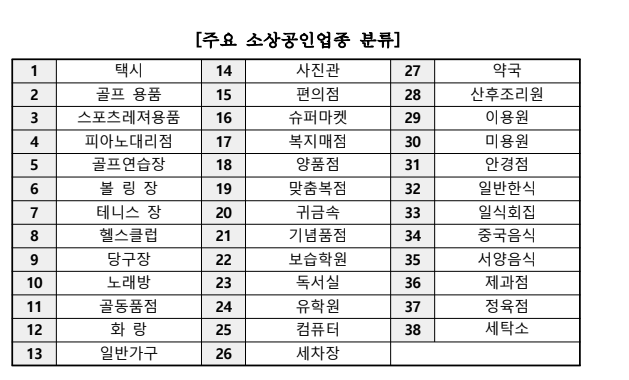 [주요 소상공인업종 분류]
1 택시 14 사진관 27 약국
2 골프 용품 15 편의점 28 산후조리원
3 스포츠레져용품 16 슈퍼마켓 29 이용원
4 피아노대리점 17 복지매점 30 미용원
5 골프연습장 18 양품점 31 안경점
6 볼 링 장 19 맞춤복점 32 일반한식
7 테니스 장 20 귀금속 33 일식회집
8 헬스클럽 21 기념품점 34 중국음식
9 당구장 22 보습학원 35 서양음식
10 노래방 23 독서실 36 제과점
11 골동품점 24 유학원 37 정육점
12 화 랑 25 컴퓨터 38 세탁소
13 일반가구 26 세차장